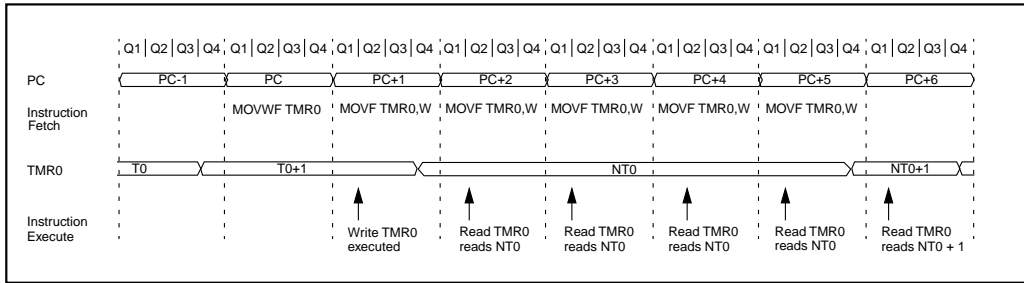 Q1 Q2 Q3 Q4 Q1 Q2 Q3 Q4 Q1 Q2 Q3 Q4 Q1 Q2 Q3 Q4 Q1 Q2 Q3 Q4 Q1 Q2 Q3 Q4 Q1 Q2 Q3 Q4 Q1 Q2 Q3 Q4
PC PC-1 PC PC+1 PC+2 PC+3 PC+4 PC+5 PC+6
Instruction MOVWF TMR0 MOVF TMR0,W MOVF TMR0,W MOVF TMR0,W MOVF TMR0,W MOVF TMR0,W
Fetch
TMR0 T0 T0+1 NT0 NT0+1
Instruction
Execute Write TMR0 Read TMR0 Read TMR0 Read TMR0 Read TMR0 Read TMR0
executed reads NT0 reads NT0 reads NT0 reads NT0 reads NT0 + 1